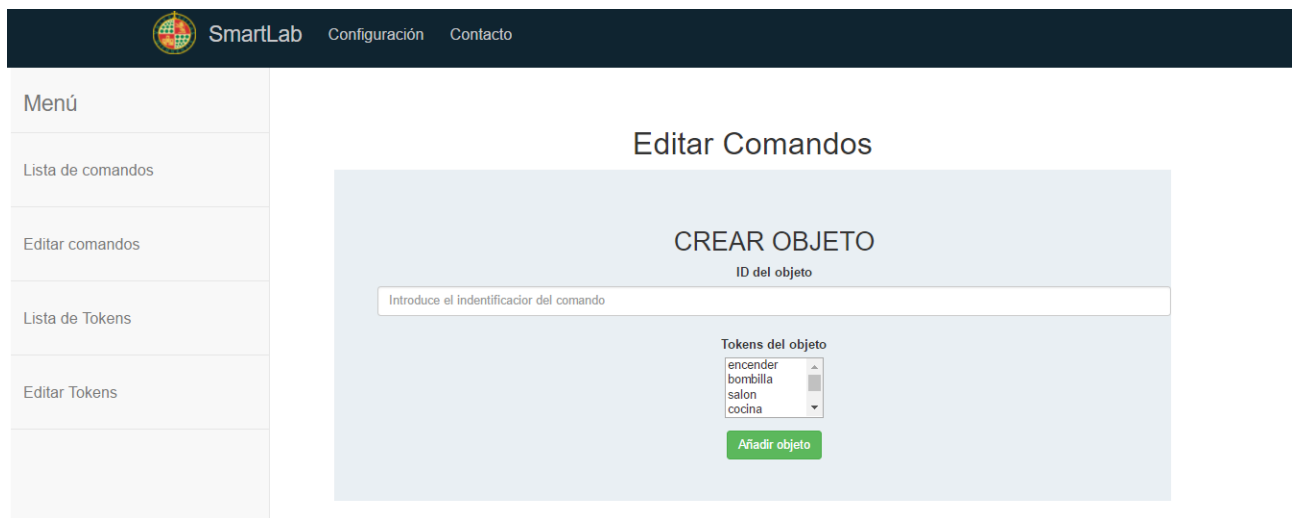 SmartLab Configuración Contacto
Menú
Lista de comandos
Editar comandos
Lista de Tokens
Editar Tokens
Editar Comandos
CREAR OBJETO
ID del objeto
Introduce el indentificacior del comando
Tokens del objeto
encender
bombilla
salon
cocina
Añadir objeto